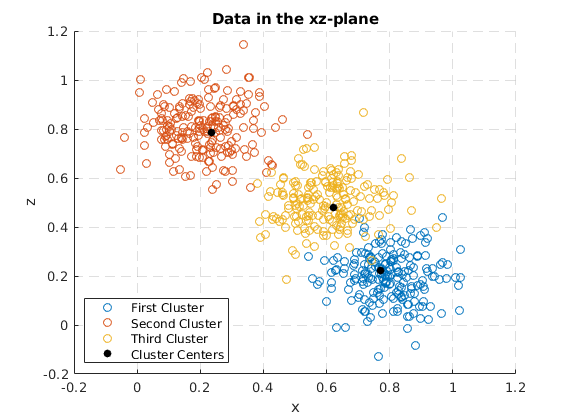 Data in the xz-plane
1.2
1
0.8
0.6
0.4
0.2
0
-0.2
z
First Cluster
Second Cluster
Third Cluster
Cluster Centers
-0.2 0 0.2 0.4 0.6 0.8 1 1.2
x